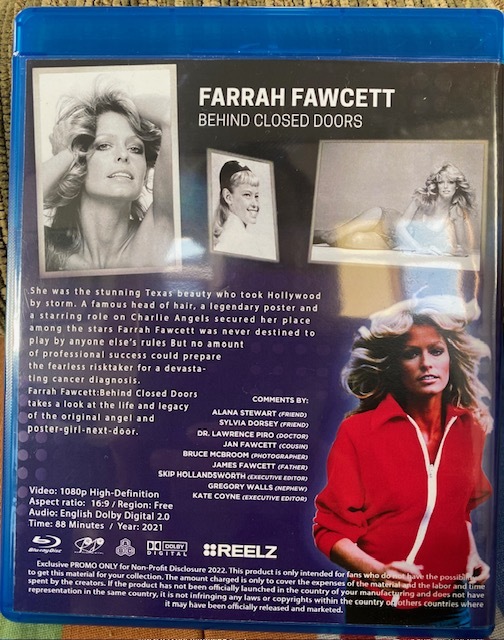 FARRAH FAWCETT
BEHIND CLOSED DOORS
She was the stunning Texas beauty who took Hollywood
by storm. A famous head of hair, a legendary poster and
a starring role on Charlie Angels secured her place
among the stars Farrah Fawcett was never destined to
play by anyone else's rules But no amount
of professional success could prepare
the fearless risktaker for a devasta-
ting cancer diagnosis.
Farrah Fawcett:Behind Closed Doors
takes a look at the life and legacy
of the original angel and
poster-girl-next-door.
COMMENTS BY:
ALANA STEWART (FRIEND)
SYLVIA DORSEY (FRIEND)
DR. LAWRENCE PIRO (DOCTOR)
JAN FAWCETT (COUSIN)
BRUCE MCBROOM (PHOTOGRAPHER)
JAMES FAWCETT (FATHER)
SKIP HOLLANDSWORTH (EXECUTIVE EDITOR)
GREGORY WALLS (NEPHEW)
KATE COYNE (EXECUTIVE EDITOR)
Video: 1080p High-Definition
Aspect ratio: 16:9 / Region: Free
Audio: English Dolby Digital 2.0
Time: 88 Minutes / Year: 2021
Blu-ray Disc DOLBY DIGITAL REELZ
Exclusive PROMO ONLY for Non-Profit Disclosure 2022. This product is only intended for fans who do not have the possibility
to get this material for your collection. The amount charged is only to cover the expenses of the material and the labor and time
spent by the creators. If the product has not been officially launched in the country of your manufacturing and does not have
representation in the same country, it is not infringing any laws or copyrights within the country or others countries where
it may have been officially released and marketed.